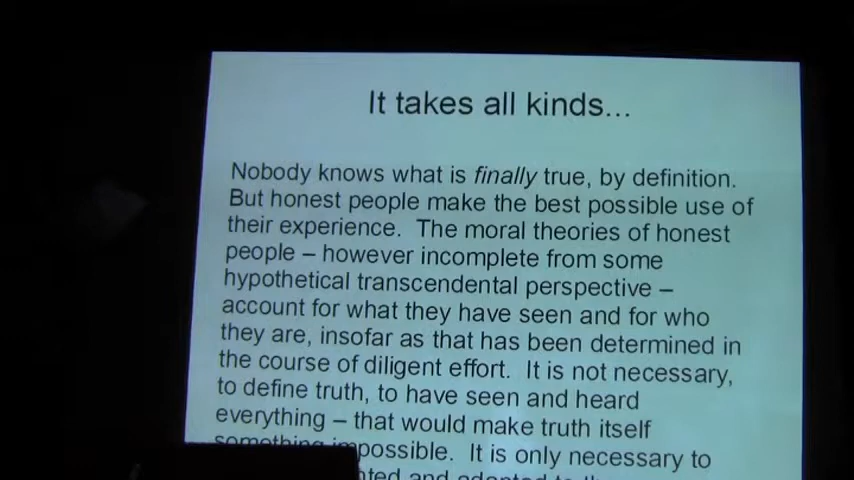 It takes all kinds...
Nobody knows what is finally true, by definition.
But honest people make the best possible use of
their experience. The moral theories of honest
people – however incomplete from some
hypothetical transcendental perspective –
account for what they have seen and for who
they are, insofar as that has been determined in
the course of diligent effort. It is not necessary,
to define truth, to have seen and heard
everything – that would make truth itself
something impossible. It is only necessary to
and adapted to